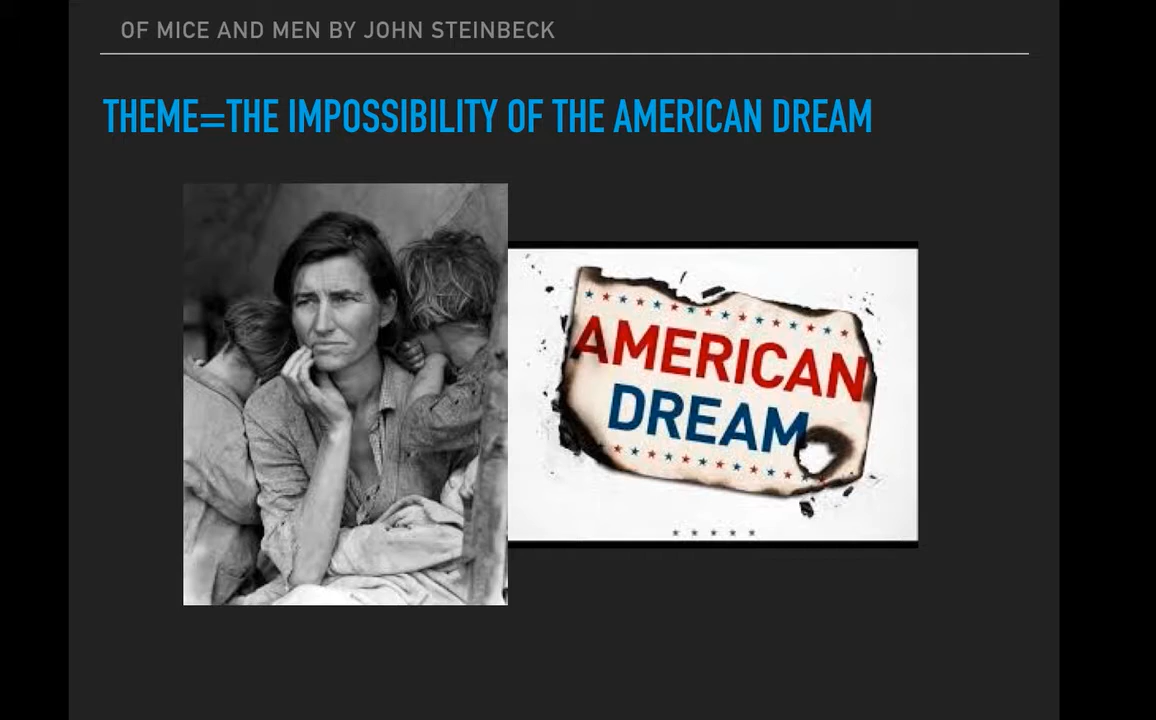 OF MICE AND MEN BY JOHN STEINBECK
THEME=THE IMPOSSIBILITY OF THE AMERICAN DREAM
AMERICAN
DREAM